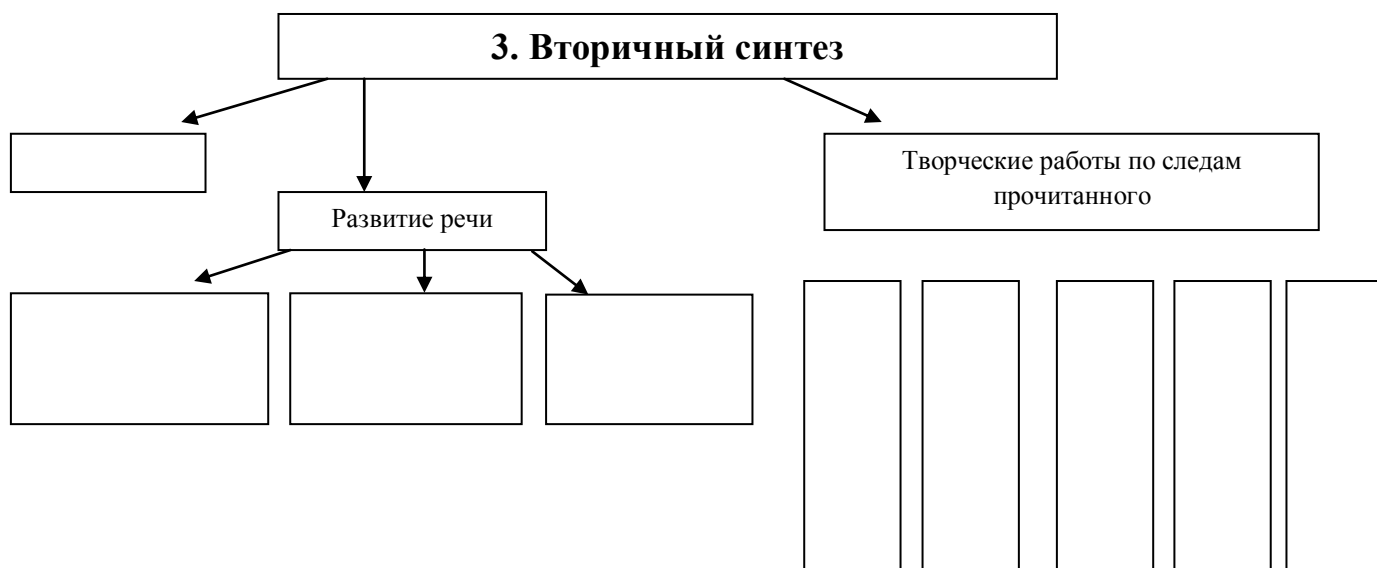 3. Вторичный синтез
Творческие работы по следам
прочитанного
Развитие речи